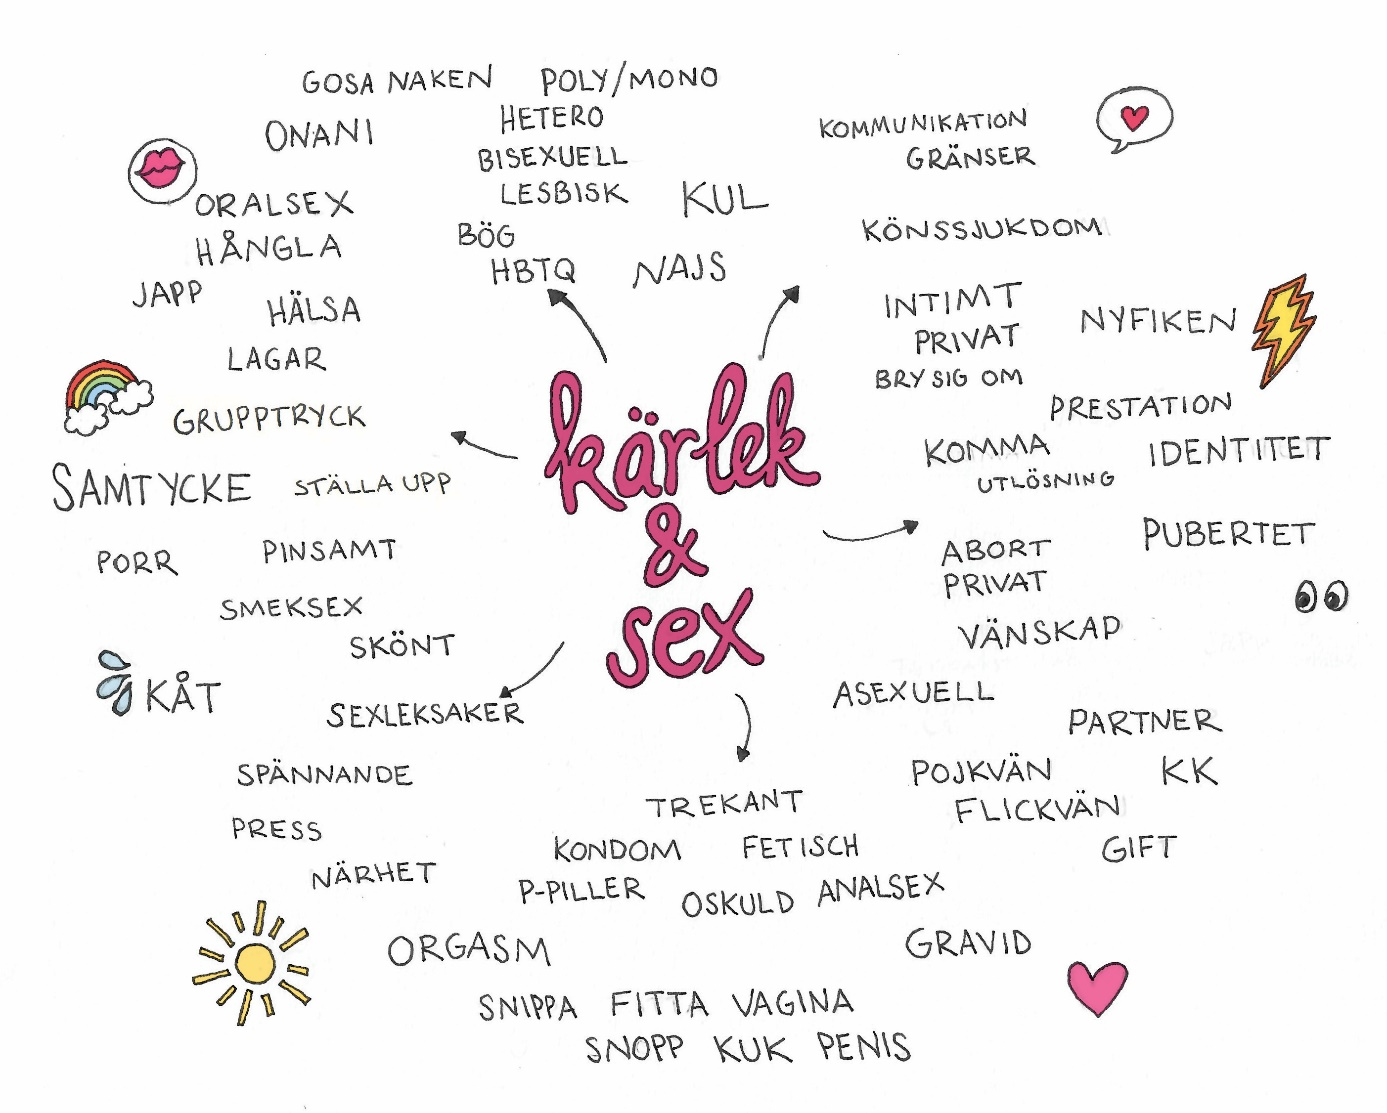 GOSA NAKEN
POLY/MONO
ONANI
HETERO
BISEXUELL
LESBISK
KUL
BÖG
HBTQ
NAJS
KOMMUNIKATION
GRÄNSER
KÖNSSJUKDOM
ORALSEX
HÅNGLA
JAPP
HÄLSA
LAGAR
GRUPPTRYCK
SAMTYCKE
STÄLLA UPP
INTIMT
PRIVAT
BRY SIG OM
NYFIKEN
PRESTATION
KOMMA
UTLÖSNING
IDENTITET
kärlek
&
sex
PORR
PINSAMT
SMEKSEX
SKÖNT
KÅT
SEXLEKSAKER
ABORT
PRIVAT
PUBERTET
VÄNSKAP
ASEXUELL
PARTNER
POJKVÄN
FLICKVÄN
KK
GIFT
SPÄNNANDE
PRESS
NÄRHET
TREKANT
KONDOM
FETISCH
P-PILLER
OSKULD
ANALSEX
ORGASM
GRAVID
SNIPPA FITTA VAGINA
SNOPP KUK PENIS